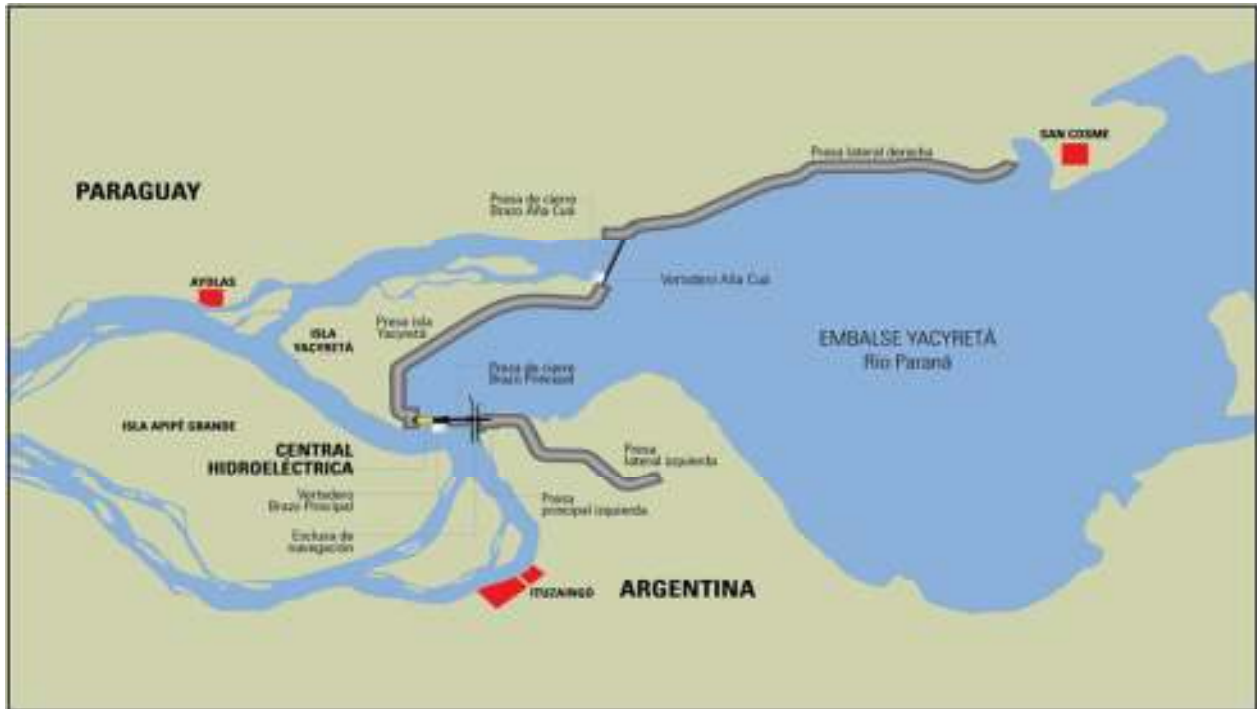 SAN COSME
Presa lateral derecha
PARAGUAY
Presa de cierre
Brazo Aña Cuá
AYOLAS
Vertedero Aña Cuá
Presa Isla
Yacyretá
ISLA
YACYRETÁ
EMBALSE YACYRETÁ
Río Paraná
Presa de cierre
Brazo Principal
ISLA APIPÉ GRANDE
CENTRAL
HIDROELÉCTRICA
Presa
lateral izquierda
Vertedero
Brazo Principal
Presa
principal izquierda
Esclusa de
navegación
ITUZAINGÓ
ARGENTINA